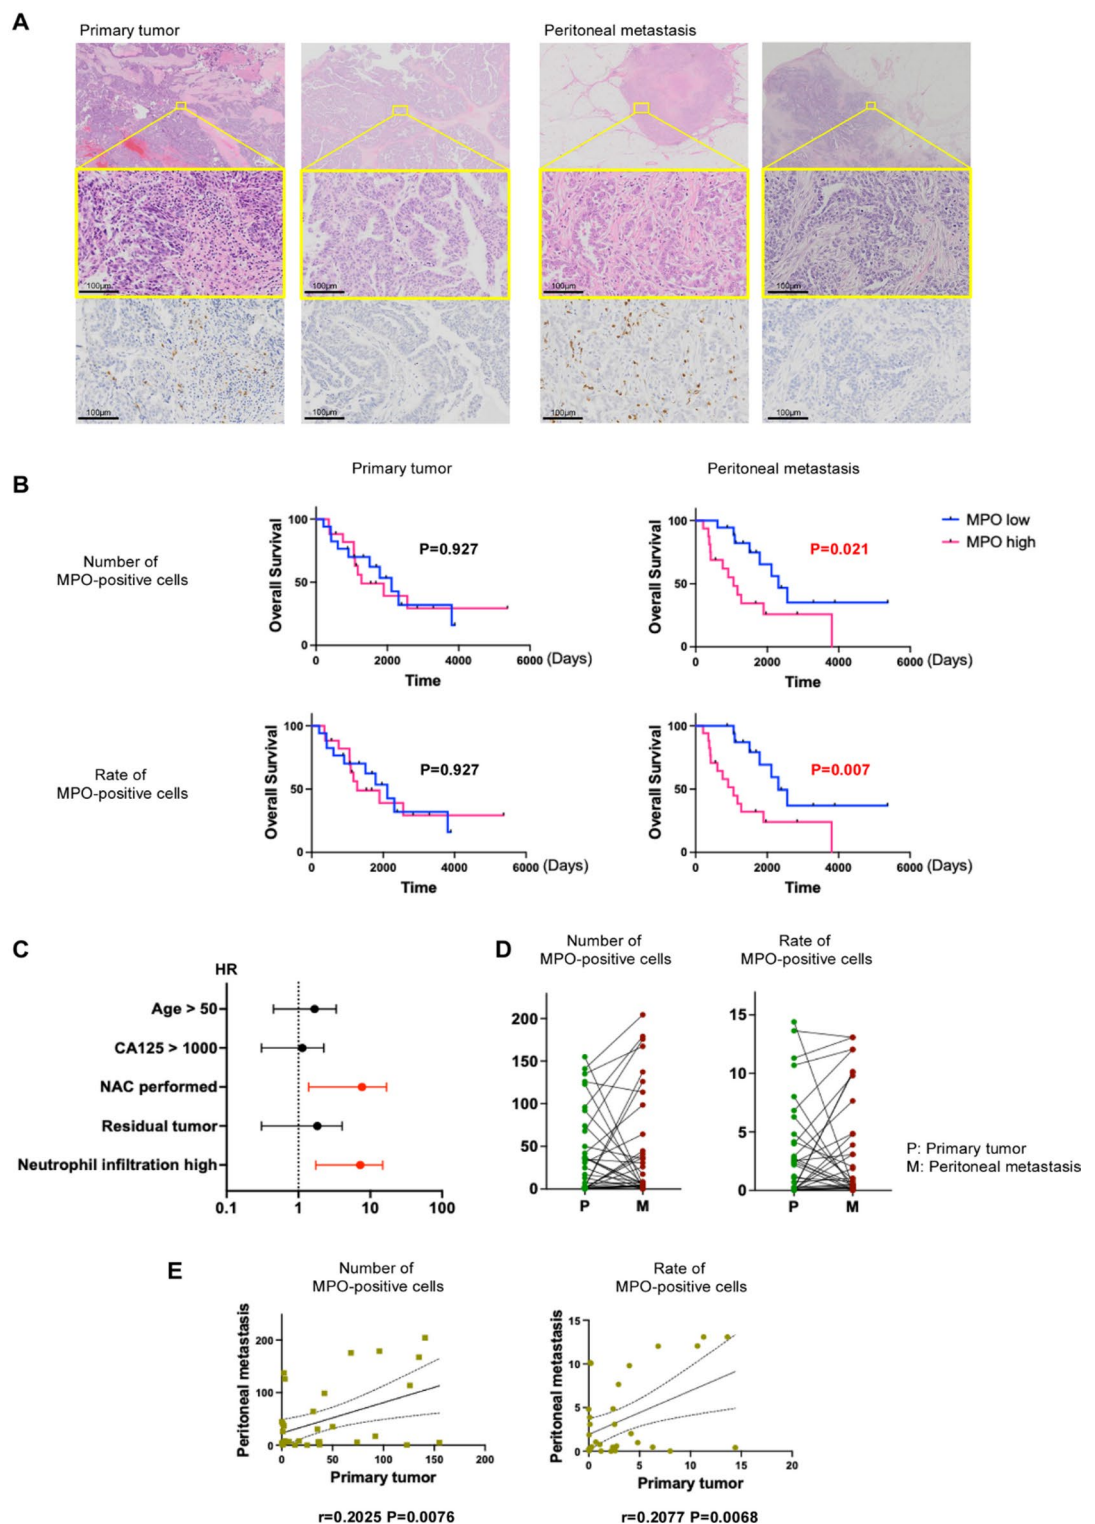 A
Primary tumor
Peritoneal metastasis
100μm
100μm
100μm
100μm
100μm
100μm
100μm
100μm
B
Primary tumor
Peritoneal metastasis
Number of
MPO-positive cells
Overall Survival
100
50
0
P=0.927
0
2000
4000
6000
(Days)
Time
Overall Survival
100
50
0
P=0.021
0
2000
4000
6000
(Days)
Time
MPO low
MPO high
Rate of
MPO-positive cells
Overall Survival
100
50
0
P=0.927
0
2000
4000
6000
(Days)
Time
Overall Survival
100
50
0
P=0.007
0
2000
4000
6000
(Days)
Time
C
HR
Age > 50
CA125 > 1000
NAC performed
Residual tumor
Neutrophil infiltration high
0.1
1
10
100
D
Number of
MPO-positive cells
200
150
100
50
0
P
M
Rate of
MPO-positive cells
15
10
5
0
P
M
P: Primary tumor
M: Peritoneal metastasis
E
Number of
MPO-positive cells
Peritoneal metastasis
200
100
0
0
50
100
150
200
Primary tumor
r=0.2025 P=0.0076
Rate of
MPO-positive cells
Peritoneal metastasis
15
10
5
0
0
5
10
15
20
Primary tumor
r=0.2077 P=0.0068